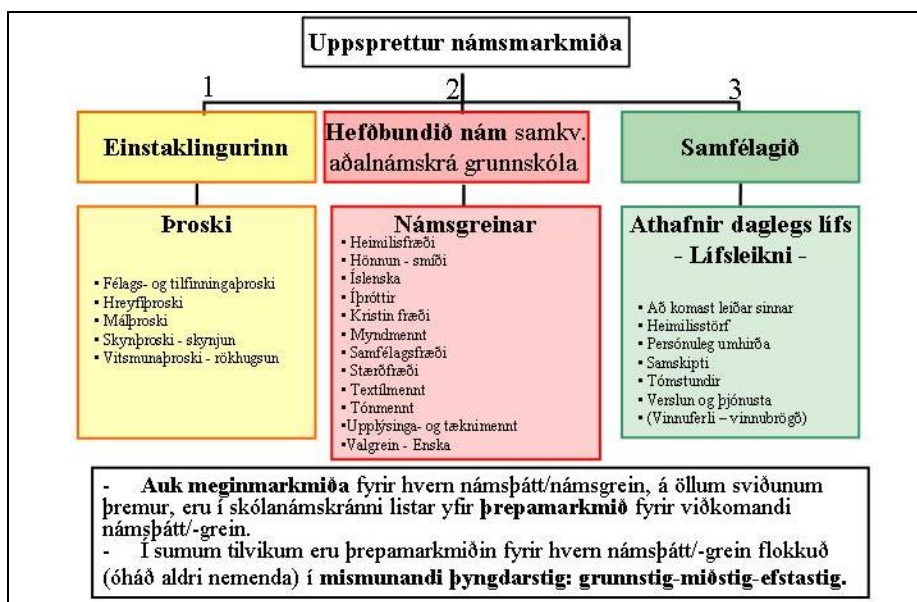 Uppsprettur námsmarkmiða
1
2
3
Einstaklingurinn
Hefðbundið nám samkv.
aðalnámskrá grunnskóla
Samfélagið
Þroski
▪ Félags- og tilfinningaþroski
▪ Hreyfiþroski
▪ Málþroski
▪ Skynþroski - skynjun
▪ Vitsmunaþroski - rökhugsun
Námsgreinar
▪ Heimilisfræði
▪ Hönnun - smíði
▪ Íslenska
▪ Íþróttir
▪ Kristin fræði
▪ Myndmennt
▪ Samfélagsfræði
▪ Stærðfræði
▪ Textílmennt
▪ Tónmennt
▪ Upplýsinga- og tæknimennt
▪ Valgrein - Enska
Athafnir daglegs lífs
- Lífsleikni -
▪ Að komast leiðar sinnar
▪ Heimilisstörf
▪ Persónuleg umhirða
▪ Samskipti
▪ Tómstundir
▪ Verslun og þjónusta
▪ (Vinnuferli – vinnubrögð)
- Auk meginmarkmiða fyrir hvern námsþátt/námsgrein, á öllum sviðunum
þremur, eru í skólanámskránni listar yfir þrepamarkmið fyrir viðkomandi
námsþátt/-grein.
- Í sumum tilvikum eru þrepamarkmiðin fyrir hvern námsþátt/-grein flokkuð
(óháð aldri nemenda) í mismunandi þyngdarstig: grunnstig-miðstig-efstastig.